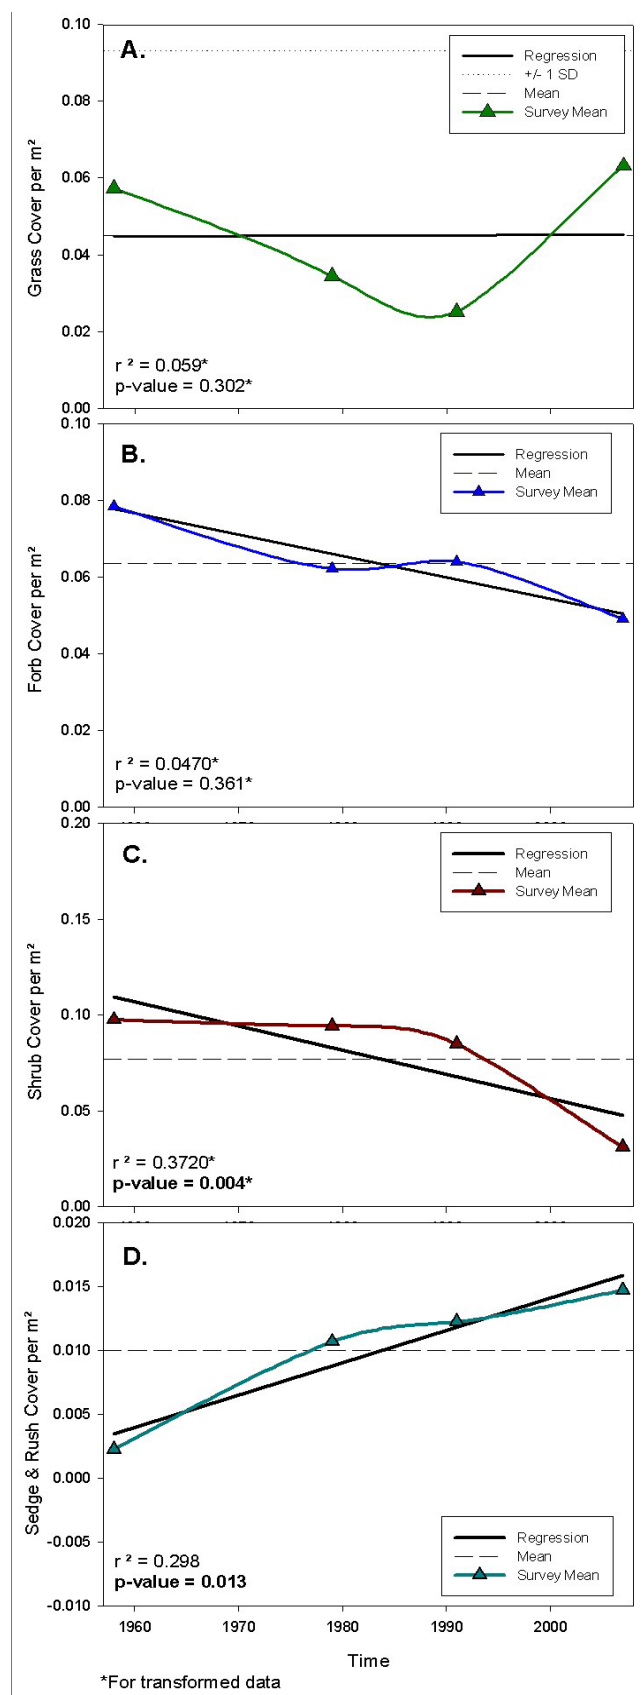 A.
Regression
+/- 1 SD
Mean
Survey Mean
0.10
0.08
0.06
0.04
0.02
0.00
Grass Cover per m²
r ² = 0.059*
p-value = 0.302*
B.
Regression
Mean
Survey Mean
0.10
0.08
0.06
0.04
0.02
0.00
Forb Cover per m²
r ² = 0.0470*
p-value = 0.361*
C.
Regression
Mean
Survey Mean
0.20
0.15
0.10
0.05
0.00
Shrub Cover per m²
r ² = 0.3720*
p-value = 0.004*
D.
0.020
0.015
0.010
0.005
0.000
-0.005
-0.010
Sedge & Rush Cover per m²
Regression
Mean
Survey Mean
r ² = 0.298
p-value = 0.013
1960 1970 1980 1990 2000
Time
*For transformed data